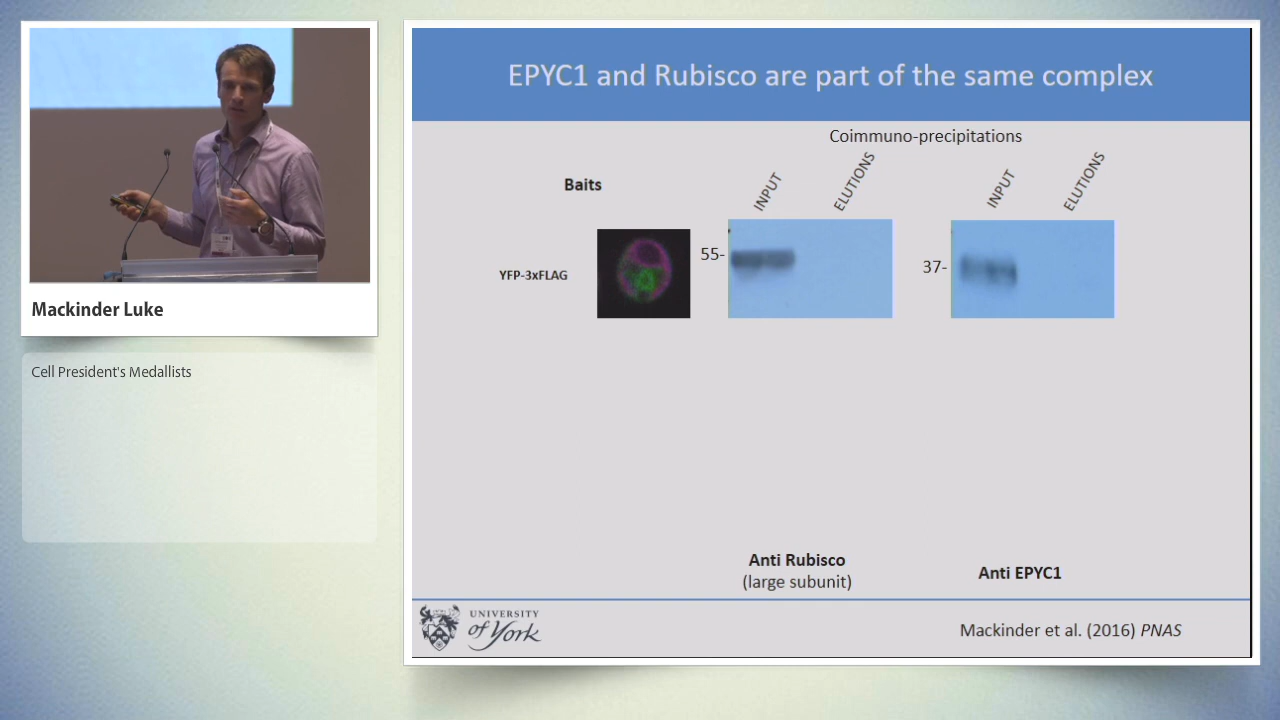 EPYC1 and Rubisco are part of the same complex
Coimmuno-precipitations
Baits
INPUT
ELUTIONS
INPUT
ELUTIONS
YFP-3xFLAG
55-
37-
Anti Rubisco
(large subunit)
Anti EPYC1
UNIVERSITY
of York
Mackinder et al. (2016) PNAS
Mackinder Luke
Cell President's Medallists